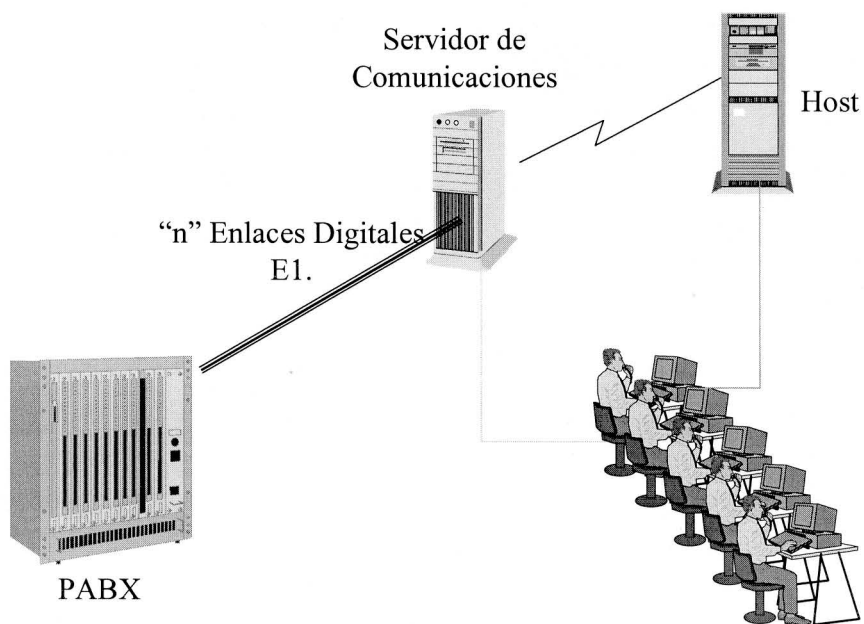 Servidor de
Comunicaciones
Host
“n” Enlaces Digitales
E1.
PABX